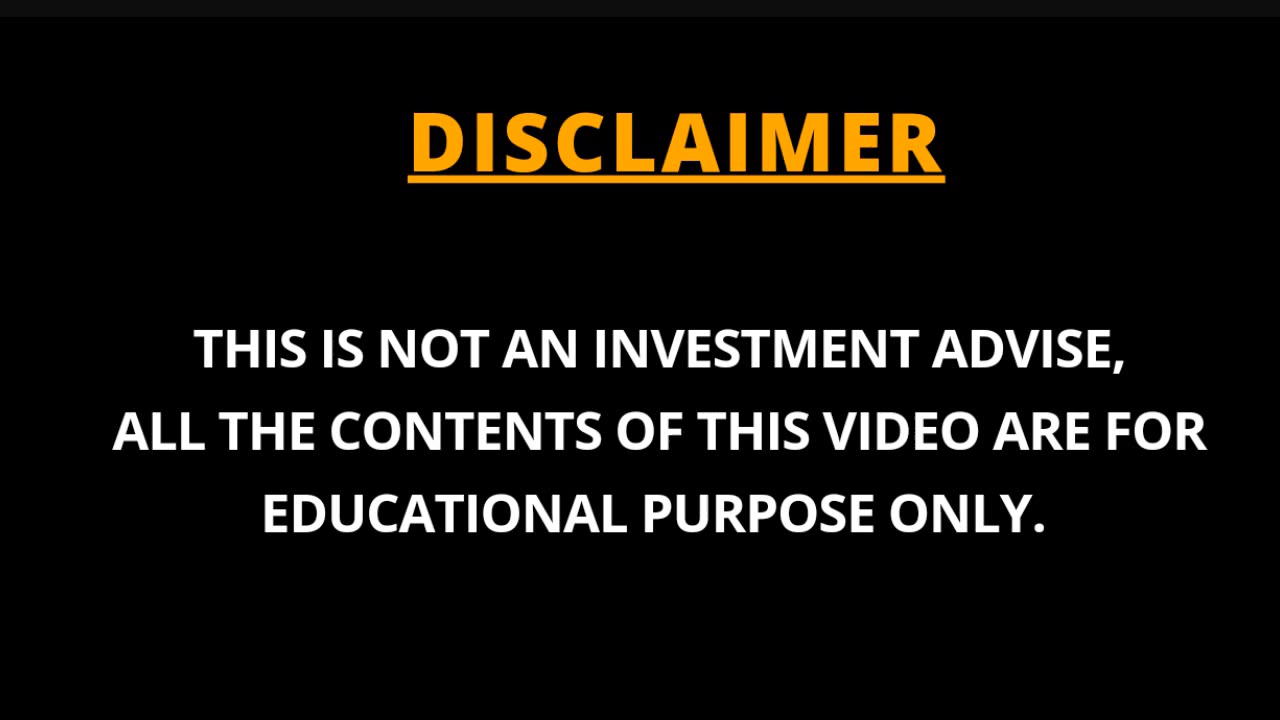 DISCLAIMER
THIS IS NOT AN INVESTMENT ADVISE,
ALL THE CONTENTS OF THIS VIDEO ARE FOR
EDUCATIONAL PURPOSE ONLY.